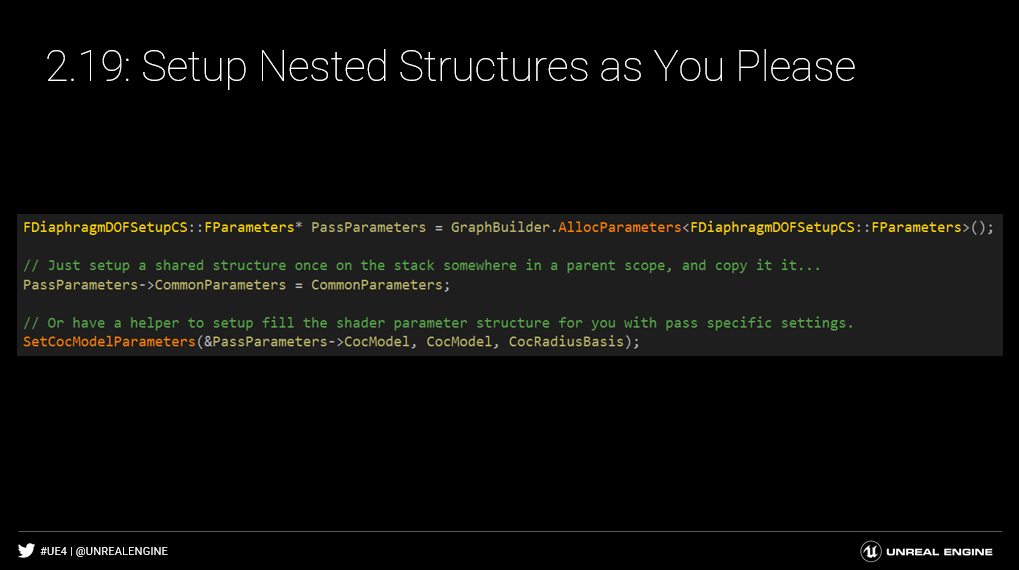 2.19: Setup Nested Structures as You Please
FDiaphragmDOFSetupCS::FParameters* PassParameters = GraphBuilder.AllocParameters<FDiaphragmDOFSetupCS::FParameters>();
// Just setup a shared structure once on the stack somewhere in a parent scope, and copy it it...
PassParameters->CommonParameters = CommonParameters;
// Or have a helper to setup fill the shader parameter structure for you with pass specific settings.
SetCocModelParameters(&PassParameters->CocModel, CocModel, CocRadiusBasis);
#UE4 | @UNREALENGINE
UNREAL ENGINE